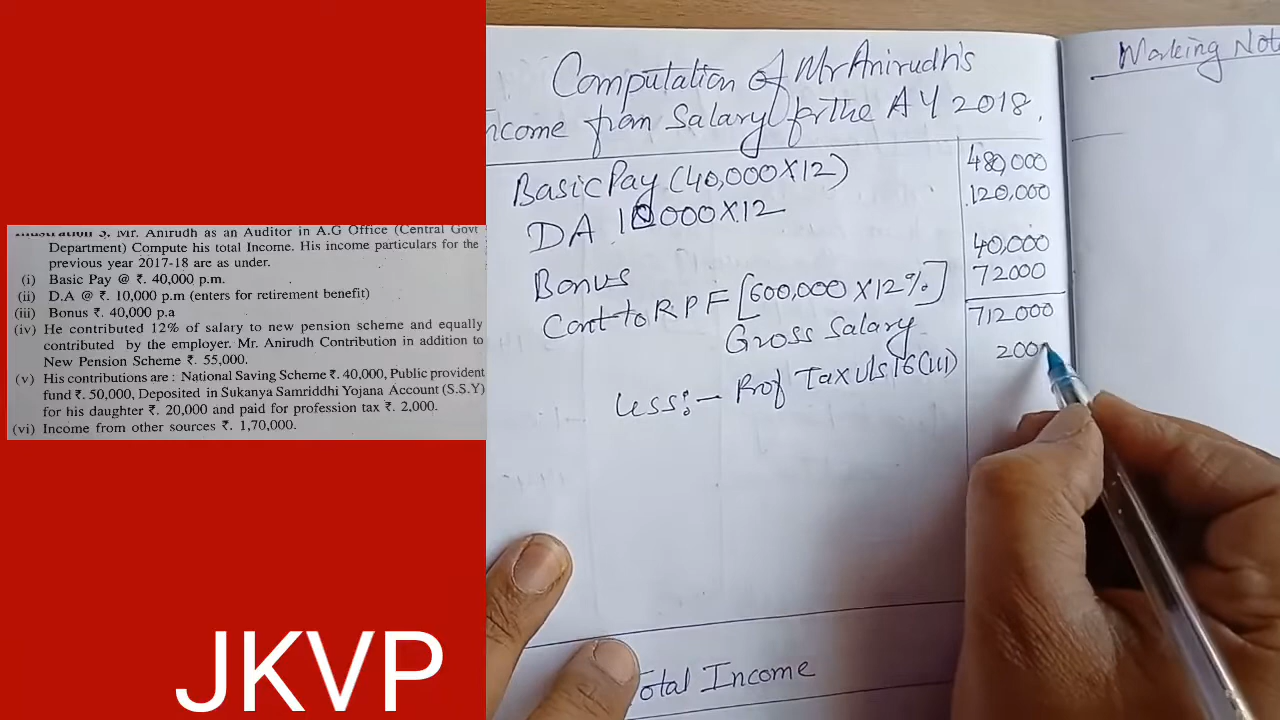 Illustration 3. Mr. Anirudh as an Auditor in A.G Office (Central Govt
Department) Compute his total Income. His income particulars for the
previous year 2017-18 are as under.
(i) Basic Pay @ ₹. 40,000 p.m.
(ii) D.A @ ₹. 10,000 p.m (enters for retirement benefit)
(iii) Bonus ₹. 40,000 p.a
(iv) He contributed 12% of salary to new pension scheme and equally
contributed by the employer. Mr. Anirudh Contribution in addition to
New Pension Scheme ₹. 55,000.
(v) His contributions are : National Saving Scheme ₹. 40,000, Public provident
fund ₹. 50,000, Deposited in Sukanya Samriddhi Yojana Account (S.S.Y)
for his daughter ₹. 20,000 and paid for profession tax ₹. 2,000.
(vi) Income from other sources ₹. 1,70,000.
JKVP
Computation of Mr Anirudh's
ncome from Salary for the A Y 2018.
Basic Pay (40,000X12) 480,000
DA 10000X12 120,000
Bonus 40,000
Cont to R P F [600,000 X 12%] 72000
Gross Salary 712000
Less:- Prof Tax U/s 16(iii) 2000
otal Income
Working Not